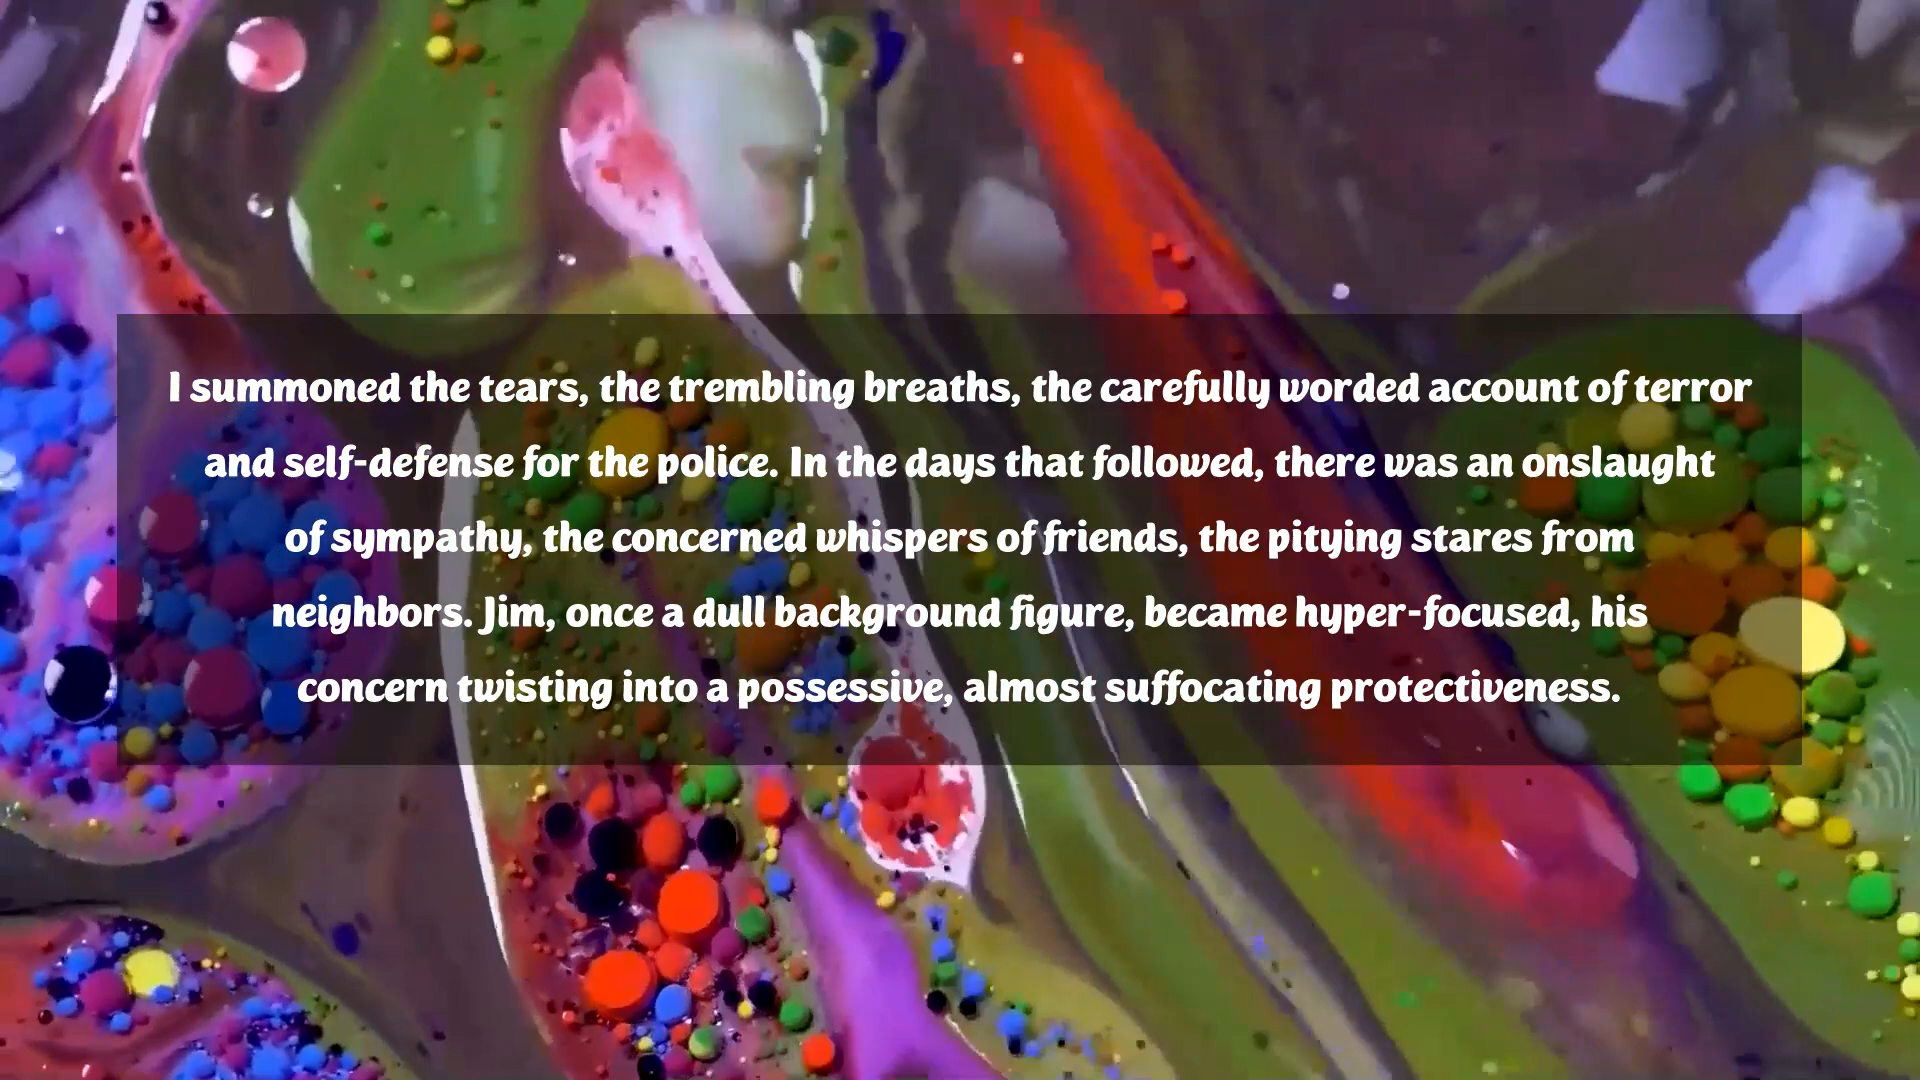 I summoned the tears, the trembling breaths, the carefully worded account of terror
and self-defense for the police. In the days that followed, there was an onslaught
of sympathy, the concerned whispers of friends, the pitying stares from
neighbors. Jim, once a dull background figure, became hyper-focused, his
concern twisting into a possessive, almost suffocating protectiveness.